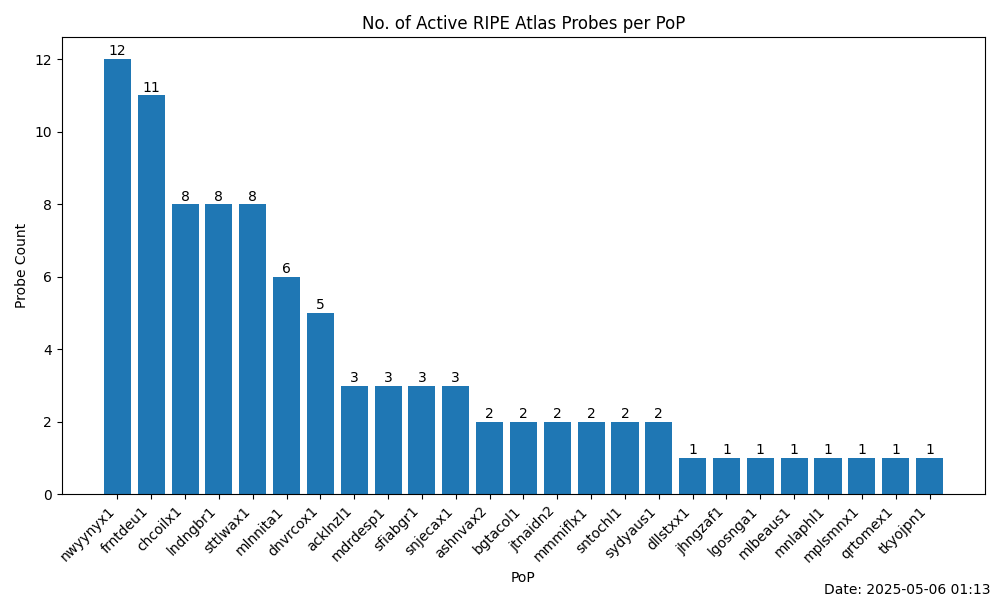 No. of Active RIPE Atlas Probes per PoP
Probe Count
12
10
8
6
4
2
0
12
11
8
8
8
6
5
3
3
3
3
2
2
2
2
2
2
1
1
1
1
1
1
1
1
nwyynyx1
frntdeu1
chcoilx1
lndngbr1
sttlwax1
mlnnita1
dnvrcox1
acklnzl1
mdrdesp1
sfiabgr1
snjecax1
ashnvax2
bgtacol1
jtnaidn2
mmmiflx1
sntochl1
sydyaus1
dllstxx1
jhngzaf1
lgosnga1
mlbeaus1
mnlaphl1
mplsmnx1
qrtomex1
tkyojpn1
PoP
Date: 2025-05-06 01:13